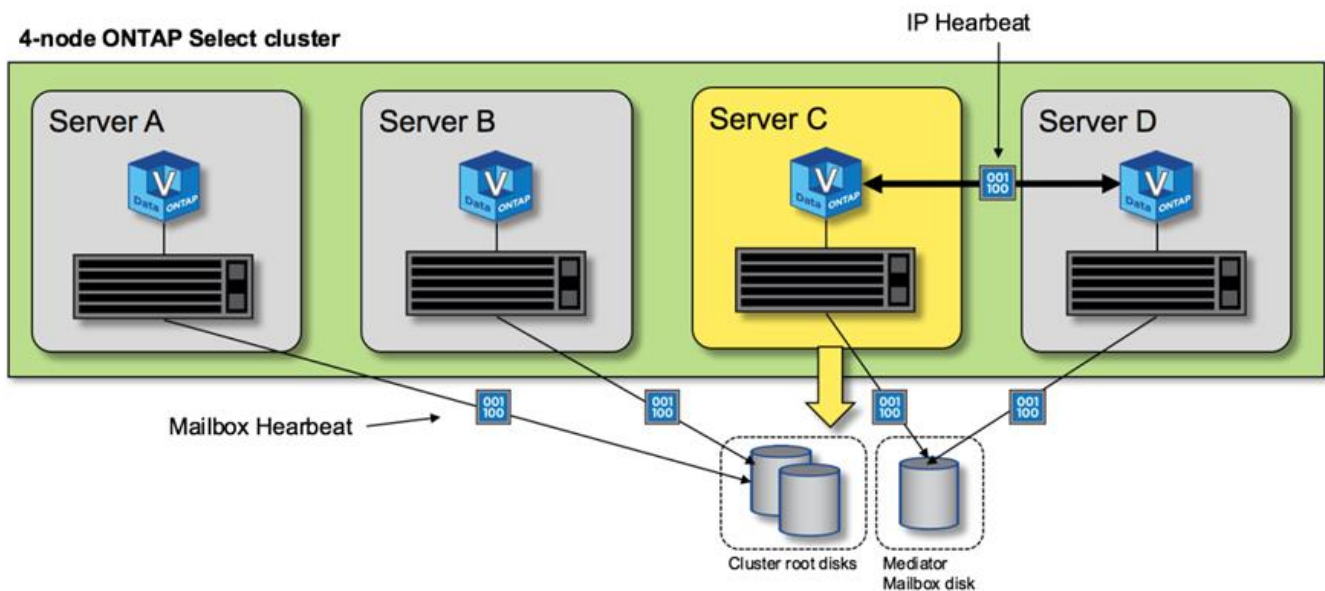 IP Hearbeat
4-node ONTAP Select cluster
Server A
Server B
Server C
Server D
V
Data ONTAP
V
Data ONTAP
V
Data ONTAP
V
Data ONTAP
001
100
Mailbox Hearbeat
001
100
001
100
001
100
001
100
Cluster root disks
Mediator
Mailbox disk